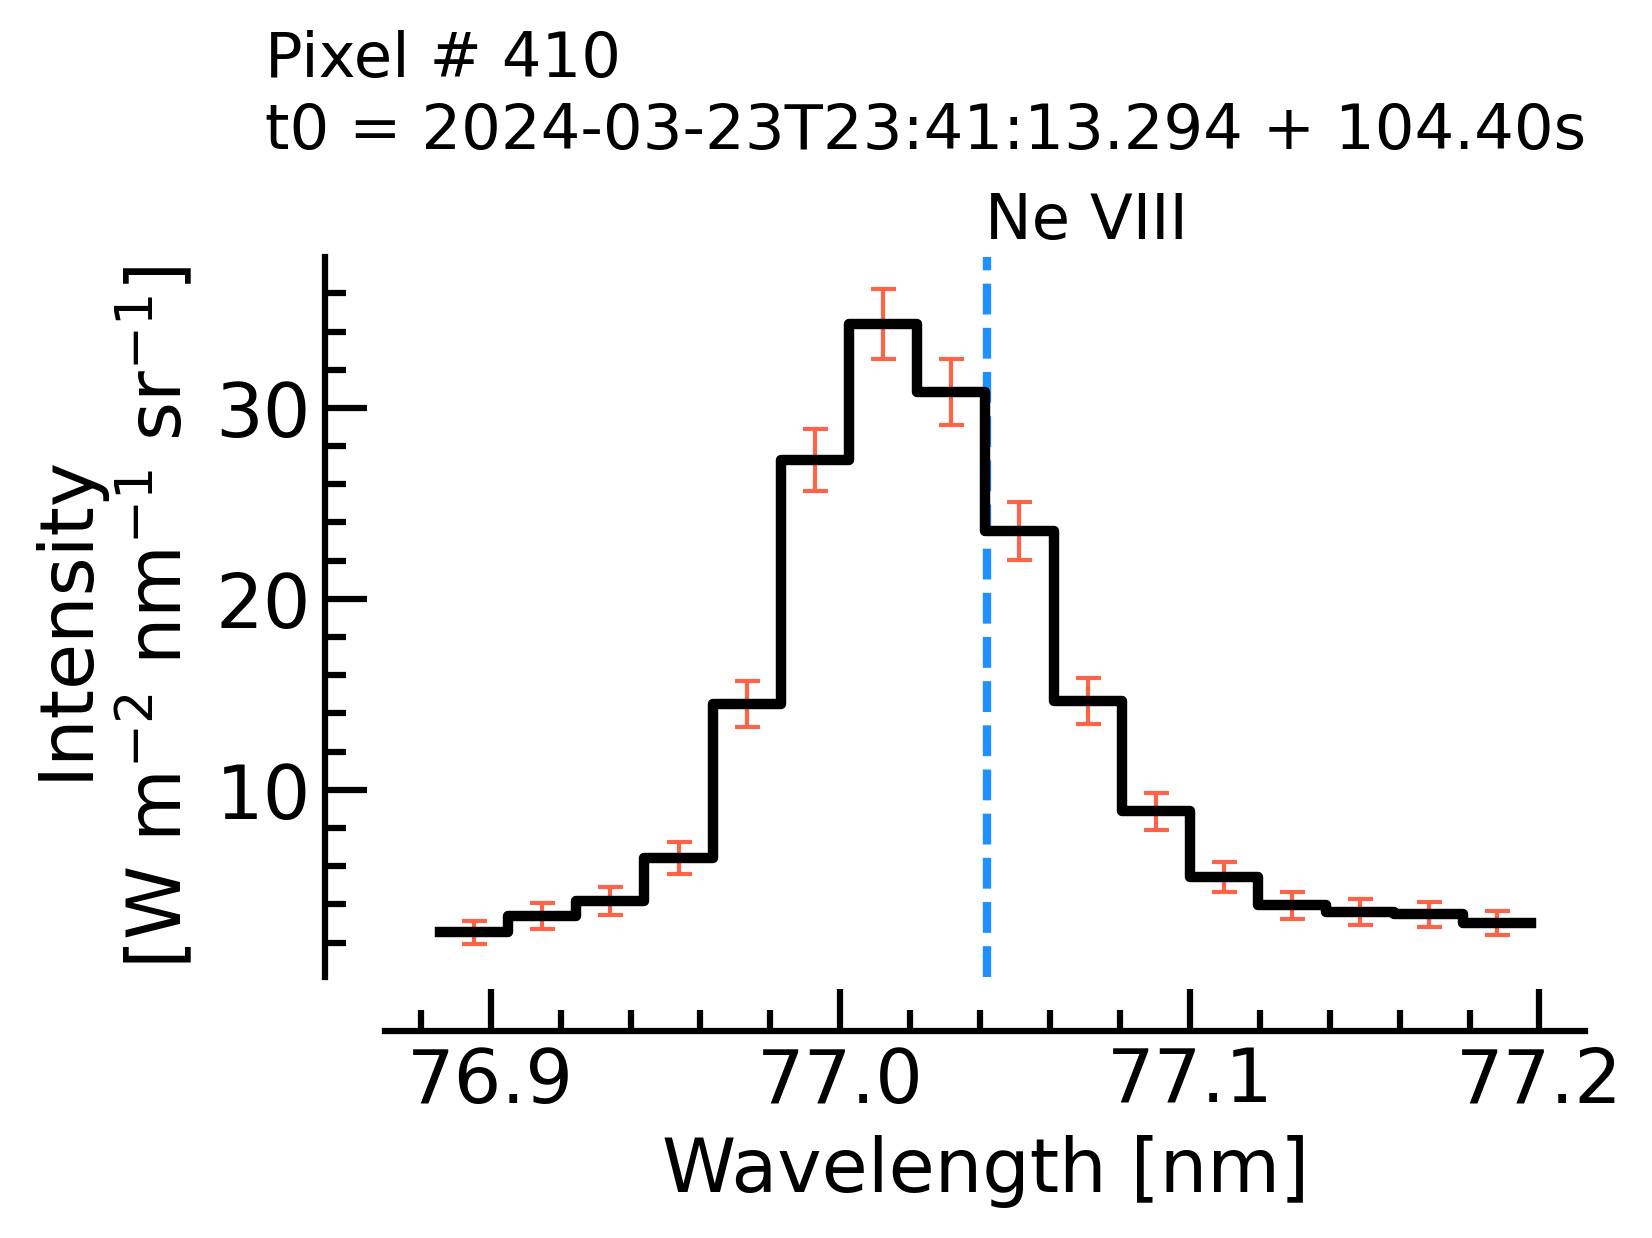 Pixel # 410
t0 = 2024-03-23T23:41:13.294 + 104.40s
Ne VIII
Intensity
[W m⁻² nm⁻¹ sr⁻¹]
30
20
10
76.9 77.0 77.1 77.2
Wavelength [nm]